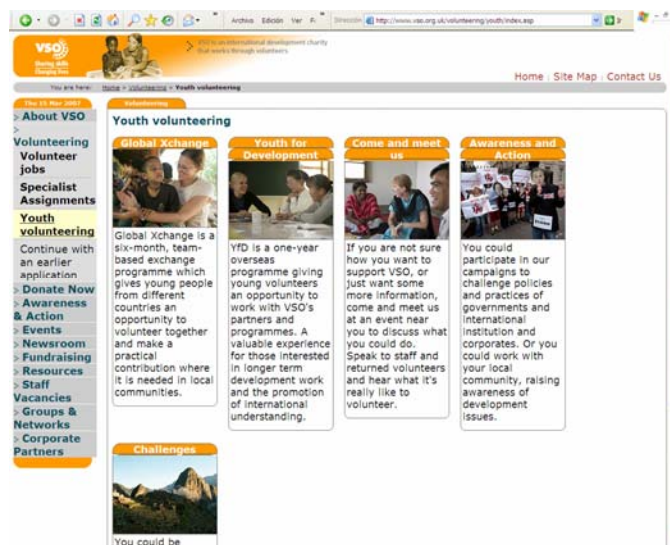 Archivo Edición Ver
Dirección http://www.vso.org.uk/volunteering/youth/index.asp
VSO
Sharing skills
Changing lives
VSO is an international development charity
that works through volunteers
Home | Site Map | Contact Us
You are here: Home > Volunteering > Youth volunteering
Thu 15 Mar 2007
> About VSO
>
Volunteering
Volunteer
jobs
Specialist
Assignments
Youth
volunteering
Continue with
an earlier
application
> Donate Now
> Awareness
& Action
> Events
> Newsroom
> Fundraising
> Resources
> Staff
Vacancies
> Groups &
Networks
> Corporate
Partners
Volunteering
Youth volunteering
Global Xchange
Global Xchange is a
six-month, team-
based exchange
programme which
gives young people
from different
countries an
opportunity to
volunteer together
and make a
practical
contribution where
it is needed in local
communities.
Youth for
Development
YfD is a one-year
overseas
programme giving
young volunteers
an opportunity to
work with VSO's
partners and
programmes. A
valuable experience
for those interested
in longer term
development work
and the promotion
of international
understanding.
Come and meet
us
If you are not sure
how you want to
support VSO, or
just want some
more information,
come and meet us
at an event near
you to discuss what
you could do.
Speak to staff and
returned volunteers
and hear what it's
really like to
volunteer.
Awareness and
Action
You could
participate in our
campaigns to
challenge policies
and practices of
governments and
international
institution and
corporates. Or you
could work with
your local
community, raising
awareness of
development
issues.
Challenges
You could be